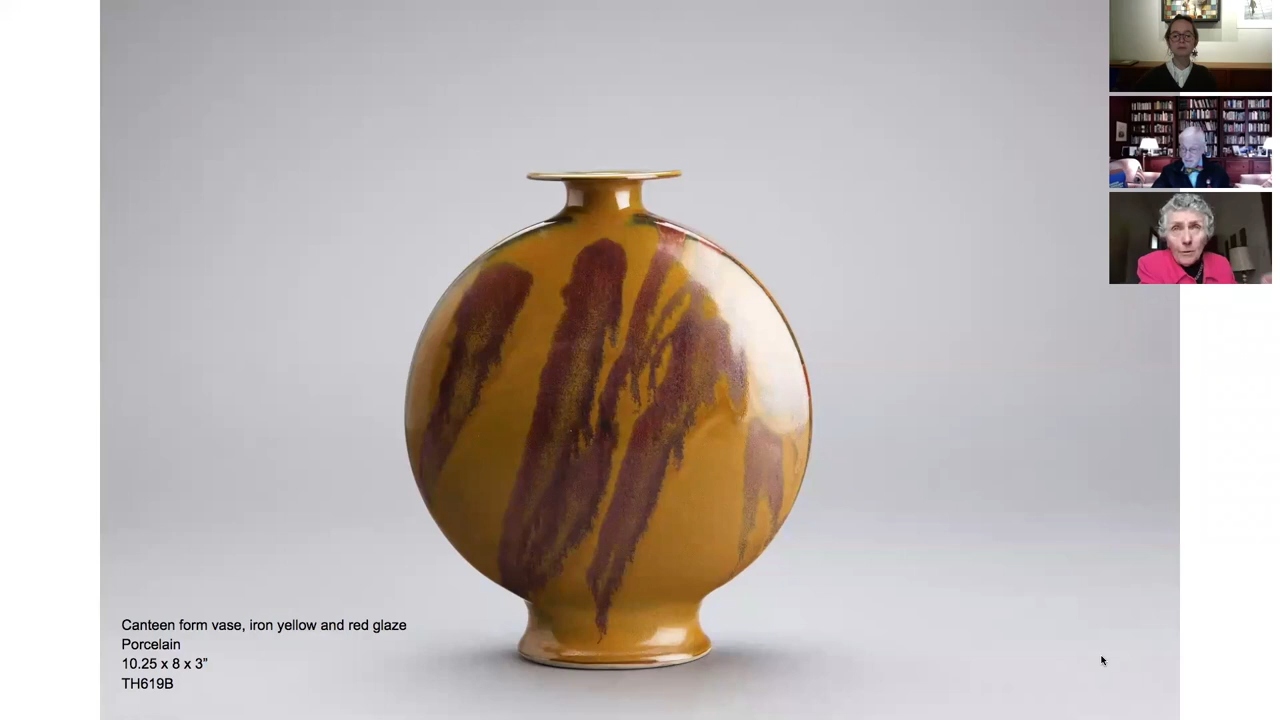 Canteen form vase, iron yellow and red glaze
Porcelain
10.25 x 8 x 3”
TH619B